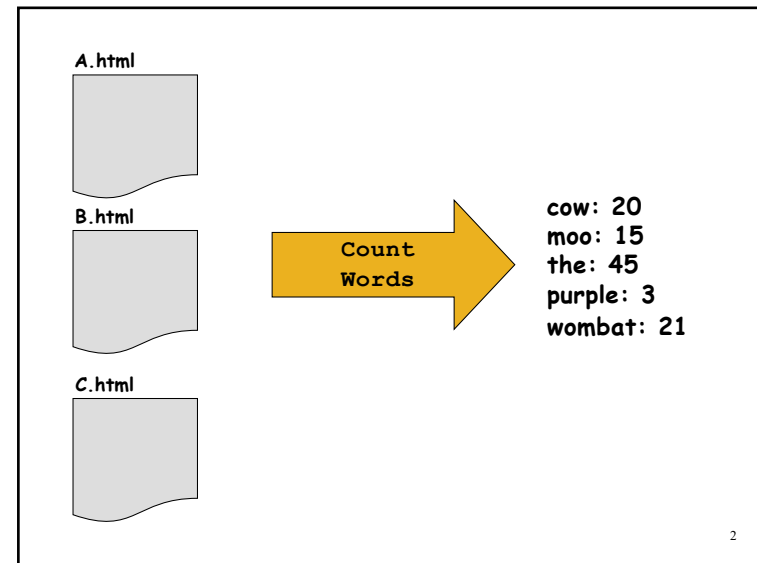 A.html
B.html
C.html
Count
Words
cow: 20
moo: 15
the: 45
purple: 3
wombat: 21
2